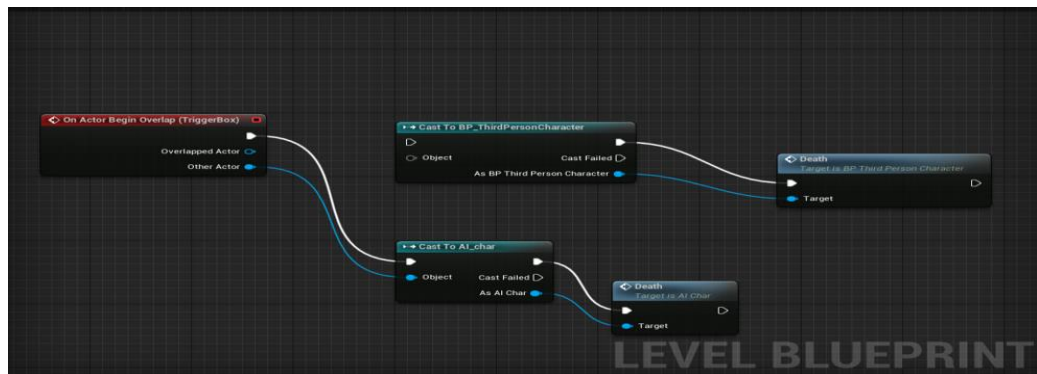 On Actor Begin Overlap (TriggerBox)
Overlapped Actor
Other Actor
Cast To BP_ThirdPersonCharacter
Object
Cast Failed
As BP Third Person Character
Death
Target is BP Third Person Character
Target
Cast To AI_char
Object
Cast Failed
As AI Char
Death
Target is AI Char
Target
LEVEL BLUEPRINT